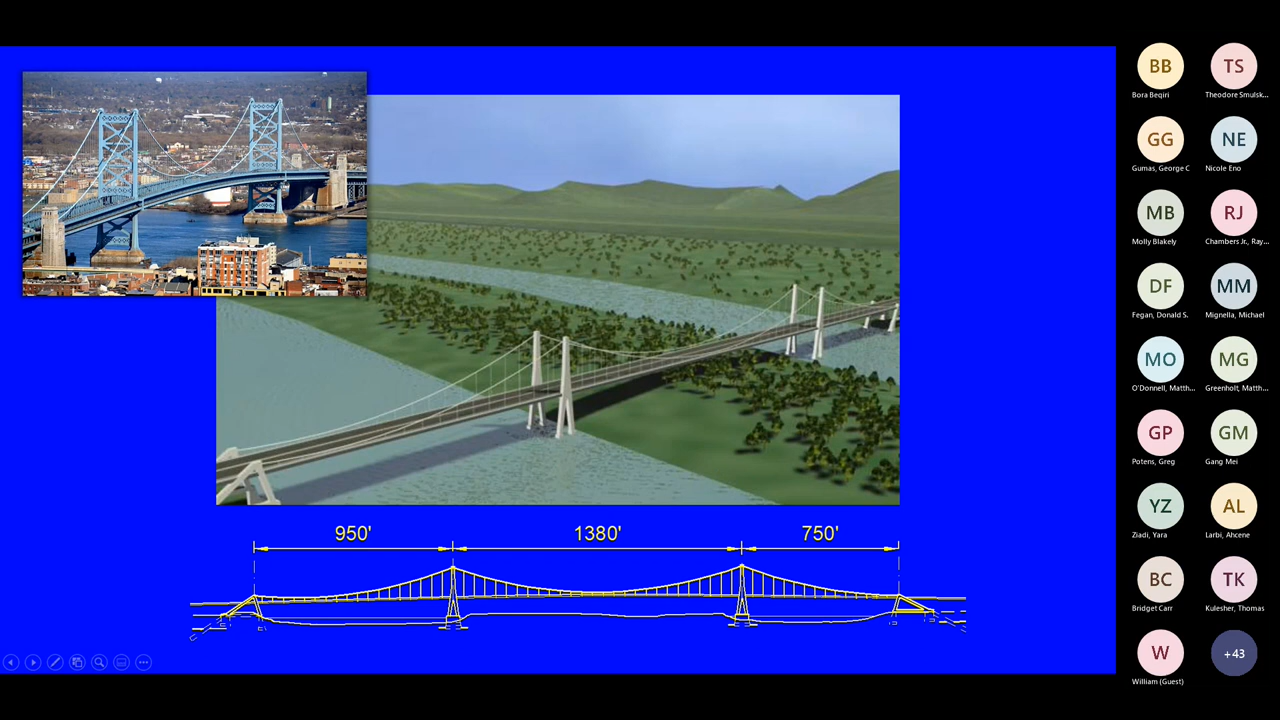 950'
1380'
750'
BB
TS
Bora Beqiri
Theodore Smulsk...
GG
NE
Gumas, George C
Nicole Eno
MB
RJ
Molly Blakely
Chambers Jr., Ray...
DF
MM
Fegan, Donald S.
Mignella, Michael
MO
MG
O'Donnell, Matth...
Greenholt, Matth...
GP
GM
Potens, Greg
Gang Mei
YZ
AL
Ziadi, Yara
Larbi, Ahcene
BC
TK
Bridget Carr
Kulesher, Thomas
W
+43
William (Guest)